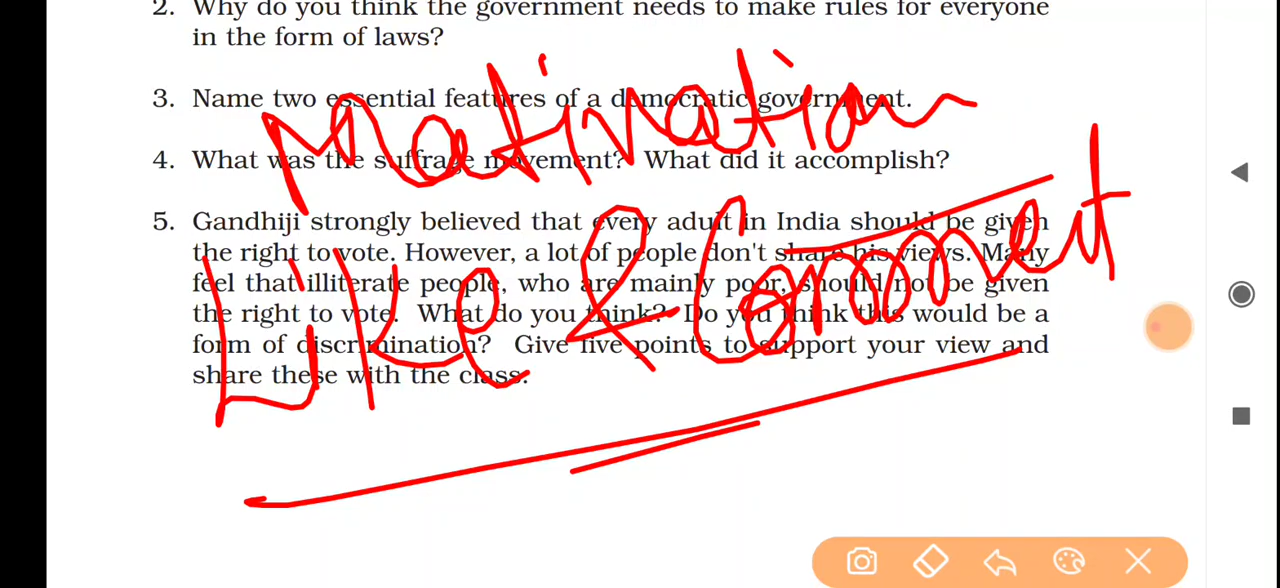 2. Why do you think the government needs to make rules for everyone
in the form of laws?
3. Name two essential features of a democratic government.
4. What was the suffrage movement? What did it accomplish?
5. Gandhiji strongly believed that every adult in India should be given
the right to vote. However, a lot of people don't share his views. Many
feel that illiterate people, who are mainly poor, should not be given
the right to vote. What do you think? Do you think this would be a
form of discrimination? Give five points to support your view and
share these with the class.
Like &